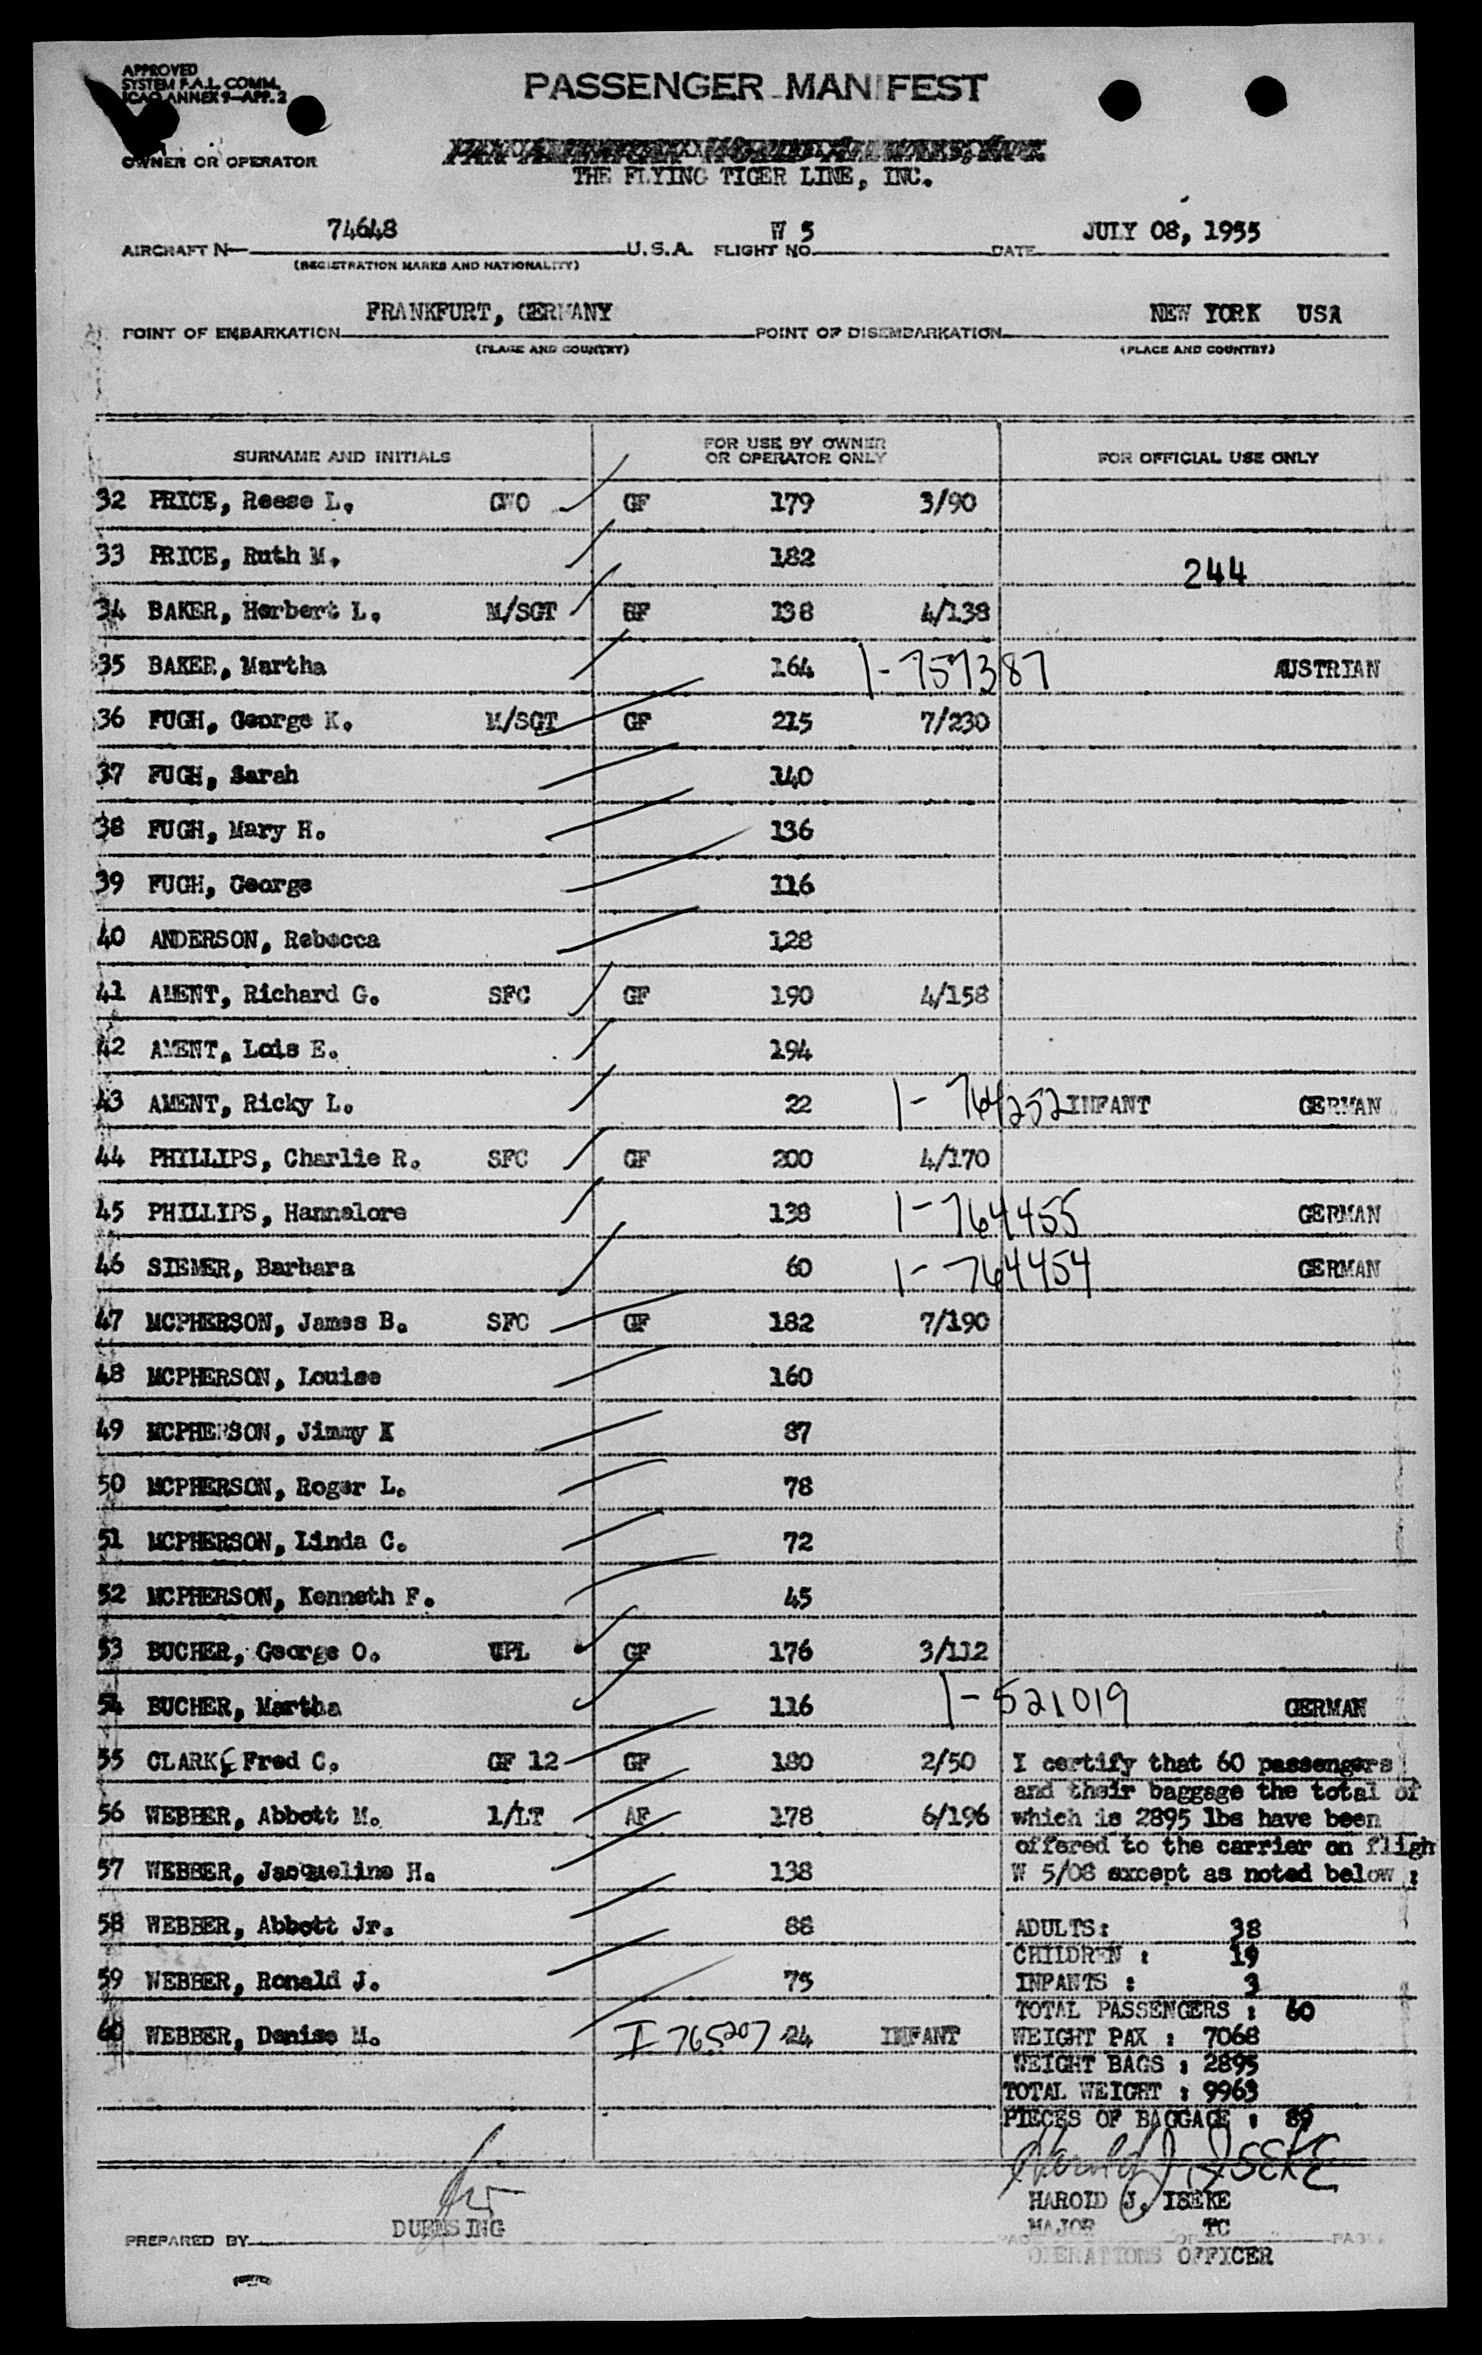 APPROVED
SYSTEM F.A.L. COMM.
ICAO ANNEX 9—APP. 2
PASSENGER MANIFEST
OWNER OR OPERATOR
THE FLYING TIGER LINE, INC.
AIRCRAFT N— 74648 U.S.A. FLIGHT NO. W 5 DATE JULY 08, 1955
(REGISTRATION MARKS AND NATIONALITY)
POINT OF EMBARKATION FRANKFURT, GERMANY POINT OF DISEMBARKATION NEW YORK USA
(PLACE AND COUNTRY) (PLACE AND COUNTRY)
SURNAME AND INITIALS FOR USE BY OWNER OR OPERATOR ONLY FOR OFFICIAL USE ONLY
32 PRICE, Reese L. CWO GF 179 3/90
33 PRICE, Ruth M. 182 244
34 BAKER, Herbert L. M/SGT GF 138 4/138
35 BAKER, Martha 164 1-757387 AUSTRIAN
36 FUGH, George K. M/SGT GF 215 7/230
37 FUGH, Sarah 140
38 FUGH, Mary H. 136
39 FUGH, George 116
40 ANDERSON, Rebecca 128
41 AMENT, Richard G. SFC GF 190 4/158
42 AMENT, Lois E. 194
43 AMENT, Ricky L. 22 1-764252 INFANT GERMAN
44 PHILLIPS, Charlie R. SFC GF 200 4/170
45 PHILLIPS, Hannelore 138 1-764455 GERMAN
46 SIEMER, Barbara 60 1-764454 GERMAN
47 MCPHERSON, James B. SFC GF 182 7/190
48 MCPHERSON, Louise 160
49 MCPHERSON, Jimmy K 87
50 MCPHERSON, Roger L. 78
51 MCPHERSON, Linda C. 72
52 MCPHERSON, Kenneth F. 45
53 BUCHER, George O. CPL GF 176 3/112
54 BUCHER, Martha 116 1-521019 GERMAN
55 CLARKE Fred C. GF 12 GF 180 2/50
56 WEBBER, Abbott M. 1/LT AF 178 6/196
57 WEBBER, Jacqueline H. 138
58 WEBBER, Abbott Jr. 88
59 WEBBER, Ronald J. 75
60 WEBBER, Denise M. I-765207 24 INFANT
I certify that 60 passengers
and their baggage the total of
which is 2895 lbs have been
offered to the carrier on fligh
W 5/08 except as noted below :
ADULTS: 38
CHILDREN : 19
INFANTS : 3
TOTAL PASSENGERS : 60
WEIGHT PAX : 7068
WEIGHT BAGS : 2895
TOTAL WEIGHT : 9963
PIECES OF BAGGAGE : 89
Harold J. ISEKE
HAROLD J. ISEKE
MAJOR TC
OPERATIONS OFFICER
PREPARED BY DUENSING
OF PAGES